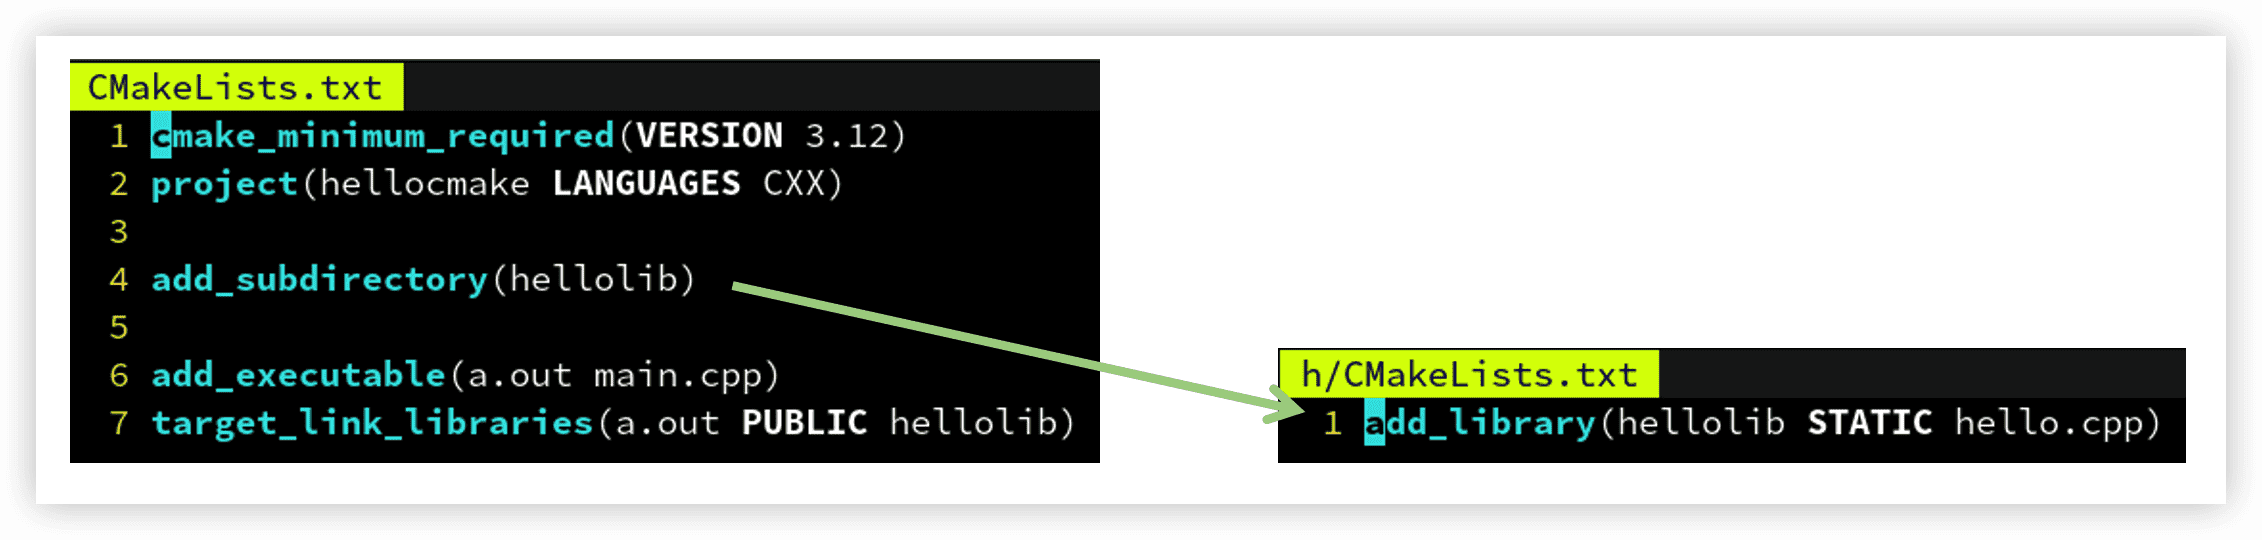 CMakeLists.txt
1 cmake_minimum_required(VERSION 3.12)
2 project(hellocmake LANGUAGES CXX)
3
4 add_subdirectory(hellolib)
5
6 add_executable(a.out main.cpp)
7 target_link_libraries(a.out PUBLIC hellolib)
h/CMakeLists.txt
1 add_library(hellolib STATIC hello.cpp)